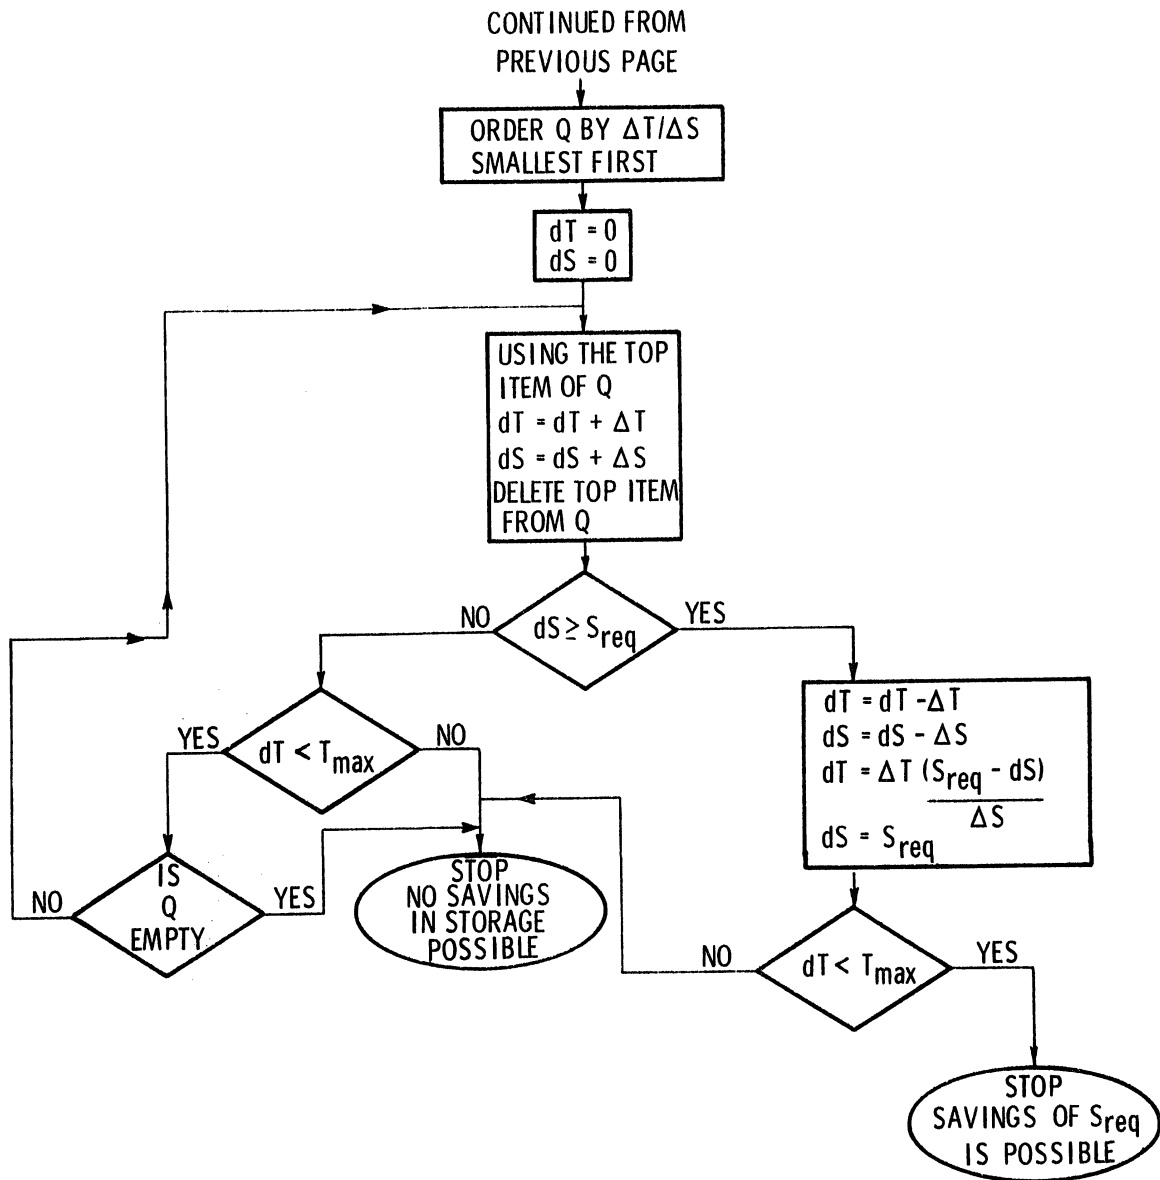 CONTINUED FROM
PREVIOUS PAGE
ORDER Q BY ΔT/ΔS
SMALLEST FIRST
dT = 0
dS = 0
USING THE TOP
ITEM OF Q
dT = dT + ΔT
dS = dS + ΔS
DELETE TOP ITEM
FROM Q
NO
dS ≥ Sreq
YES
dT = dT - ΔT
dS = dS - ΔS
dT = ΔT (Sreq - dS)
ΔS
dS = Sreq
YES
dT < Tmax
NO
NO
IS
Q
EMPTY
YES
STOP
NO SAVINGS
IN STORAGE
POSSIBLE
NO
dT < Tmax
YES
STOP
SAVINGS OF Sreq
IS POSSIBLE